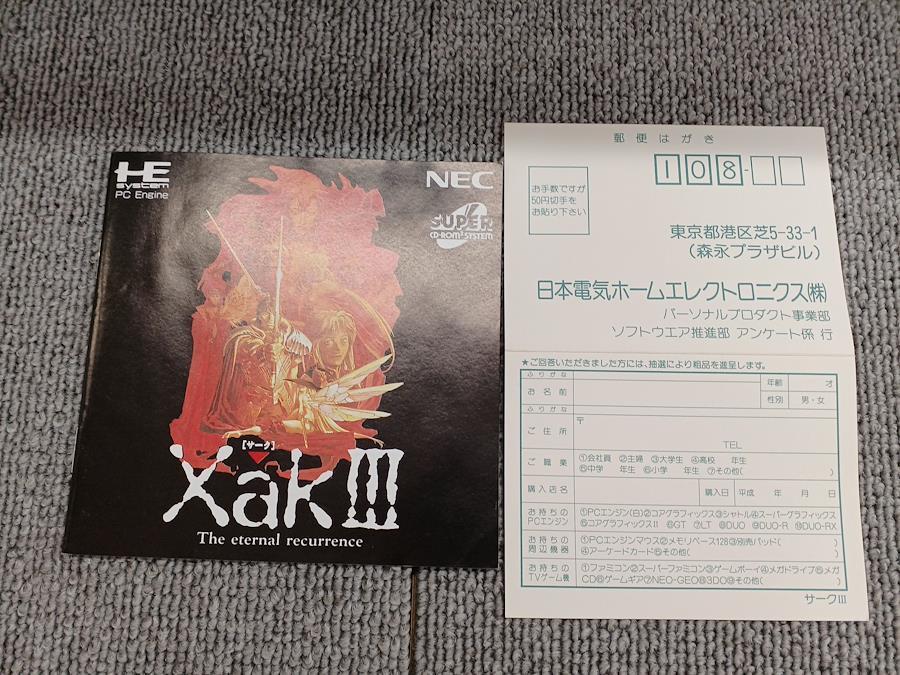 HE
system
PC Engine
NEC
SUPER
CD-ROM² SYSTEM
[サーク]
Xak III
The eternal recurrence
郵便はがき
108-
お手数ですが
50円切手を
お貼り下さい
東京都港区芝5-33-1
(森永プラザビル)
日本電気ホームエレクトロニクス(株)
パーソナルプロダクト事業部
ソフトウエア推進部 アンケート係 行
★ご回答いただきました方には、抽選により粗品を進呈します。
ふりがな
お名前
年齢 才
性別 男・女
ふりがな
ご住所
〒
TEL
ご職業
①会社員 ②主婦 ③大学生 ④高校 年生
⑤中学 年生 ⑥小学 年生 ⑦その他( )
購入店名
購入日 平成 年 月 日
お持ちの
PCエンジン
①PCエンジン(白)②コアグラフィックス③シャトル④スーパーグラフィックス
⑤コアグラフィックスII ⑥GT ⑦LT ⑧DUO ⑨DUO-R ⑩DUO-RX
お持ちの
周辺機器
①PCエンジンマウス②メモリベース128③別売パッド( )
④アーケードカード⑤その他( )
お持ちの
TVゲーム機
①ファミコン②スーパーファミコン③ゲームボーイ④メガドライブ⑤メガ
CD⑥ゲームギア⑦NEO-GEO⑧3DO⑨その他( )
サークIII